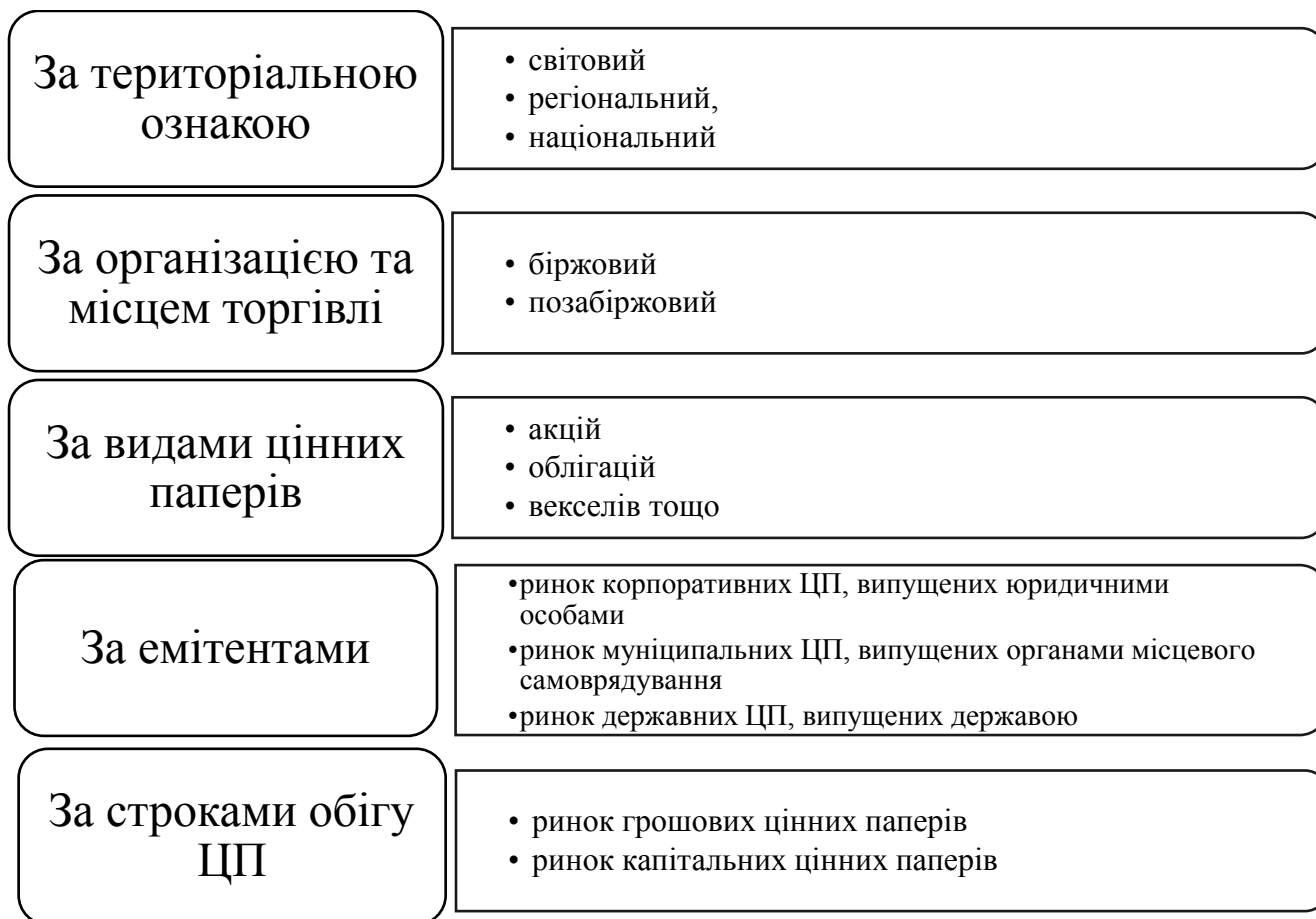 За територіальною
ознакою
• світовий
• регіональний,
• національний
За організацією та
місцем торгівлі
• біржовий
• позабіржовий
За видами цінних
паперів
• акцій
• облігацій
• векселів тощо
За емітентами
•ринок корпоративних ЦП, випущених юридичними
особами
•ринок муніципальних ЦП, випущених органами місцевого
самоврядування
•ринок державних ЦП, випущених державою
За строками обігу
ЦП
• ринок грошових цінних паперів
• ринок капітальних цінних паперів